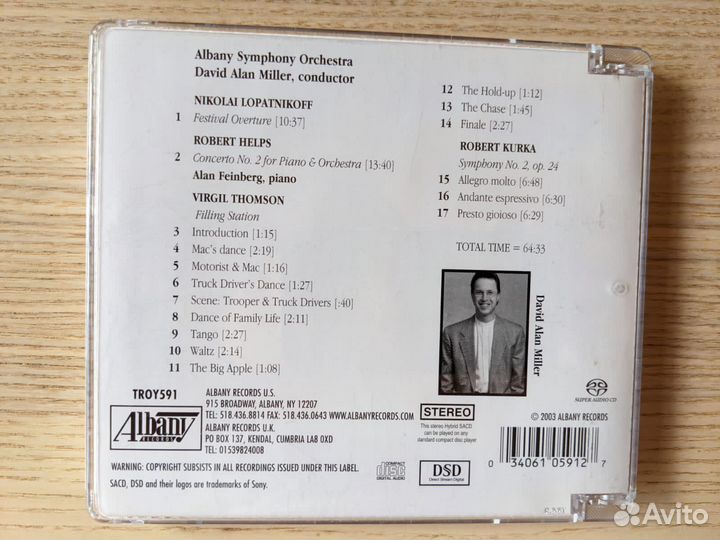 Albany Symphony Orchestra
David Alan Miller, conductor
NIKOLAI LOPATNIKOFF
1 Festival Overture [10:37]
ROBERT HELPS
2 Concerto No. 2 for Piano & Orchestra [13:40]
Alan Feinberg, piano
VIRGIL THOMSON
Filling Station
3 Introduction [1:15]
4 Mac's dance [2:19]
5 Motorist & Mac [1:16]
6 Truck Driver's Dance [1:27]
7 Scene: Trooper & Truck Drivers [:40]
8 Dance of Family Life [2:11]
9 Tango [2:27]
10 Waltz [2:14]
11 The Big Apple [1:08]
12 The Hold-up [1:12]
13 The Chase [1:45]
14 Finale [2:27]
ROBERT KURKA
Symphony No. 2, op. 24
15 Allegro molto [6:48]
16 Andante espressivo [6:30]
17 Presto gioioso [6:29]
TOTAL TIME = 64:33
David Alan Miller
TROY591
Albany
RECORDS
ALBANY RECORDS U.S.
915 BROADWAY, ALBANY, NY 12207
TEL: 518.436.8814 FAX: 518.436.0643 WWW.ALBANYRECORDS.COM
ALBANY RECORDS U.K.
PO BOX 137, KENDAL, CUMBRIA LA8 0XD
TEL: 01539824008
STEREO
This stereo Hybrid SACD
can be played on any
standard compact disc player
SUPER AUDIO CD
© 2003 ALBANY RECORDS
WARNING: COPYRIGHT SUBSISTS IN ALL RECORDINGS ISSUED UNDER THIS LABEL.
SACD, DSD and their logos are trademarks of Sony.
COMPACT
disc
DIGITAL AUDIO
DSD
Direct Stream Digital
0 34061 05912 7
Avito